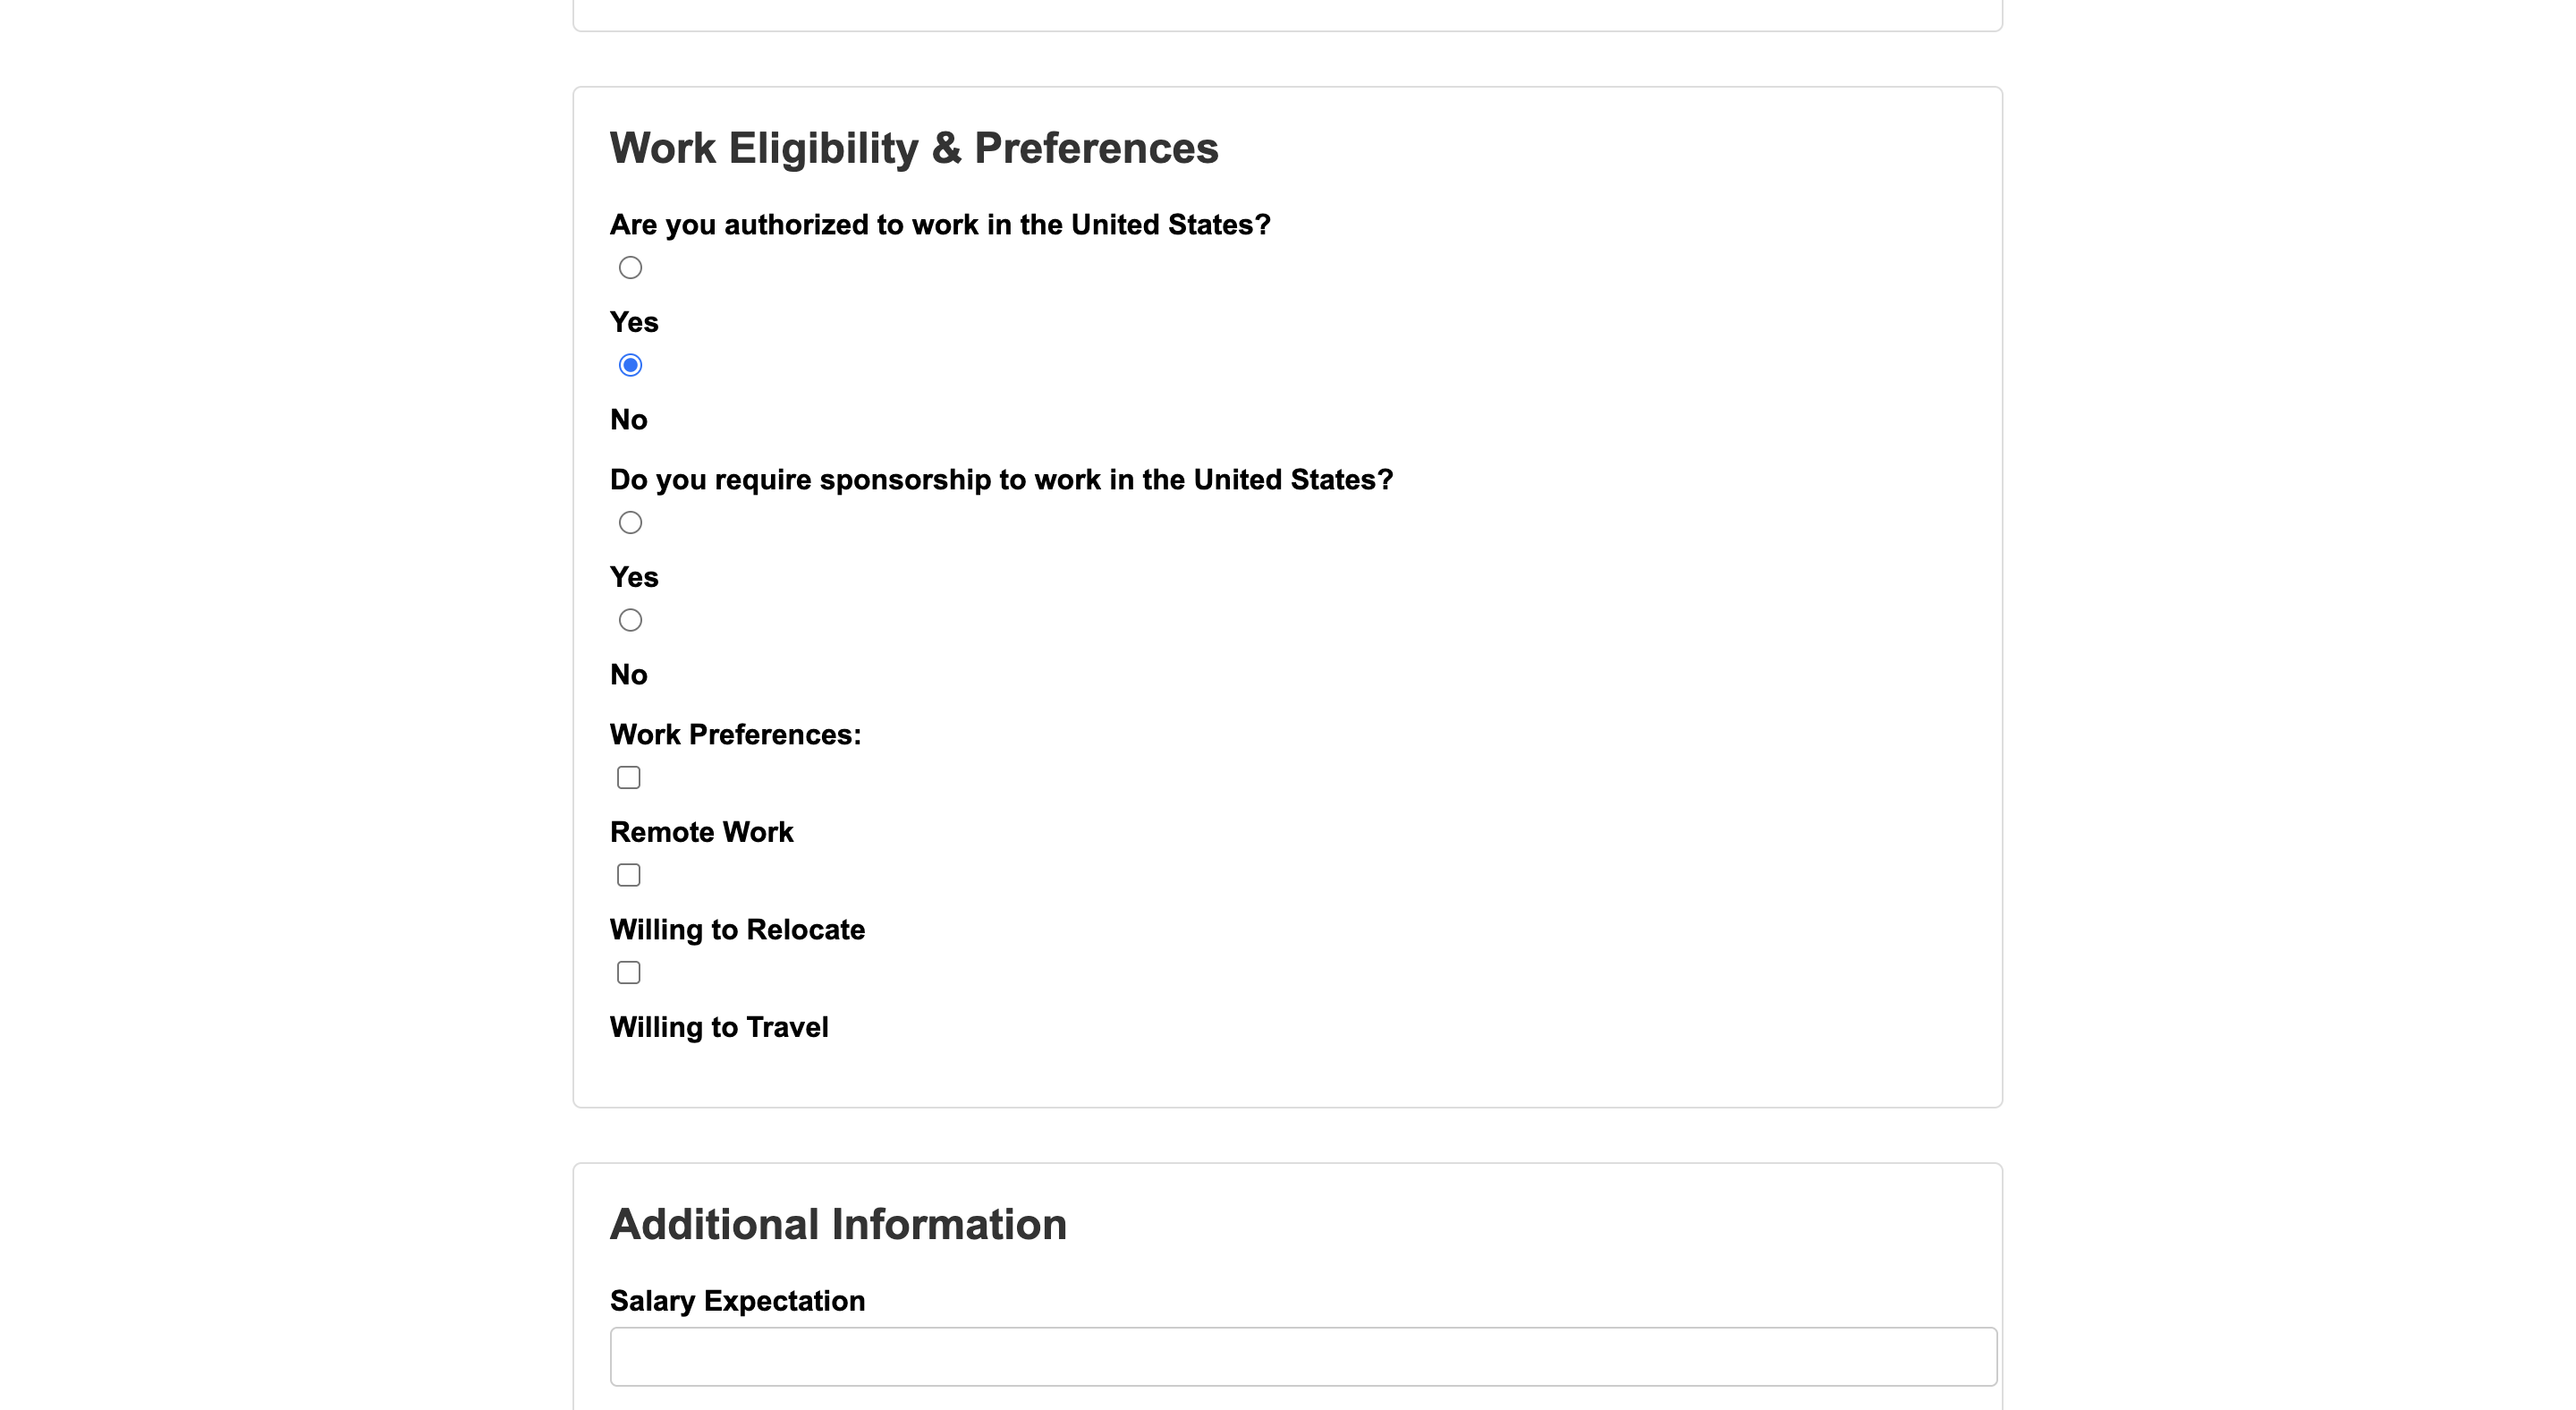 Work Eligibility & Preferences
Are you authorized to work in the United States?
Yes
No
Do you require sponsorship to work in the United States?
Yes
No
Work Preferences:
Remote Work
Willing to Relocate
Willing to Travel
Additional Information
Salary Expectation